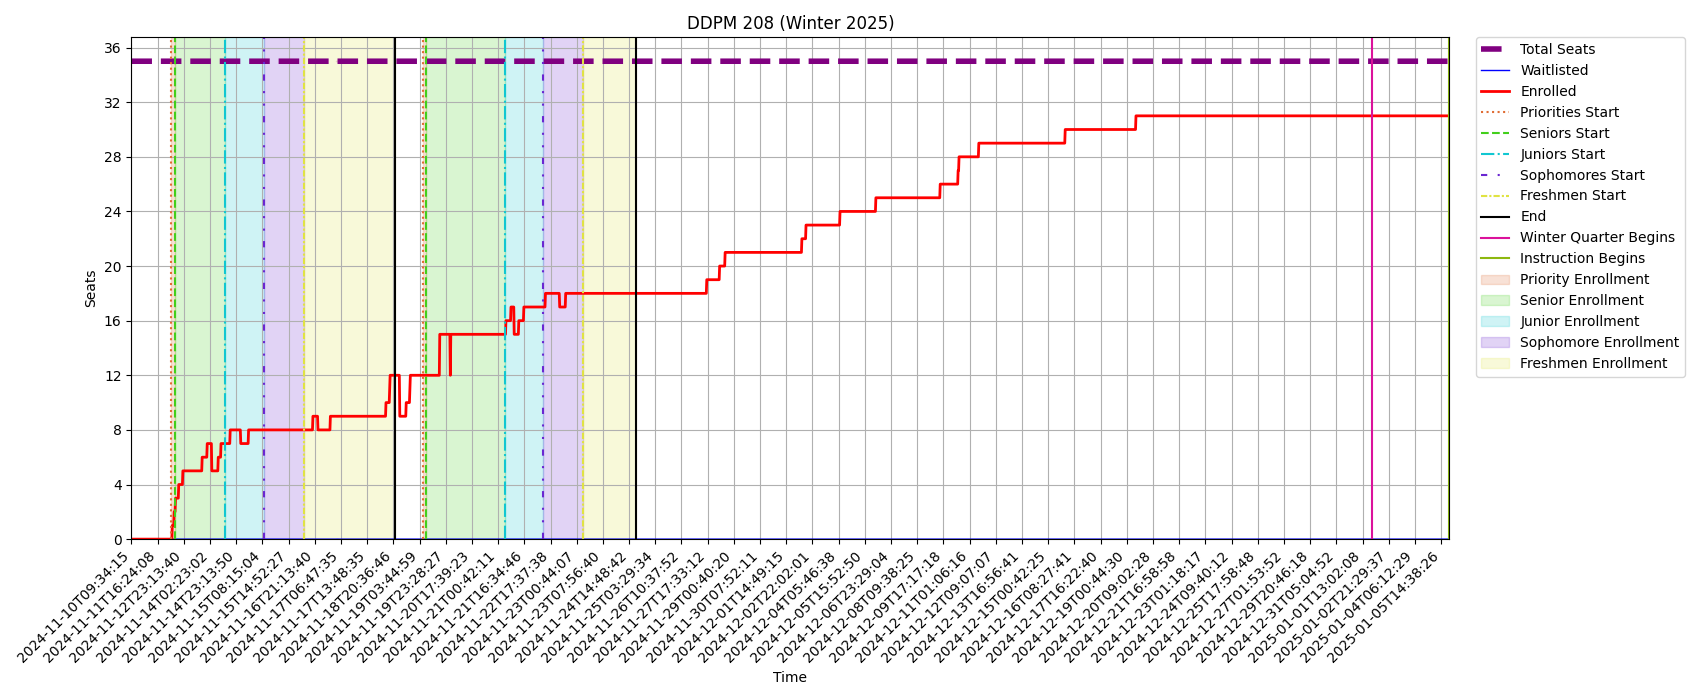 DDPM 208 (Winter 2025)
Seats
36
32
28
24
20
16
12
8
4
0
2024-11-10T09:34:15
2024-11-11T16:24:08
2024-11-12T23:13:40
2024-11-14T02:23:02
2024-11-14T23:13:50
2024-11-15T08:15:04
2024-11-15T14:52:27
2024-11-16T21:13:40
2024-11-17T06:47:35
2024-11-17T13:48:35
2024-11-18T20:36:46
2024-11-19T03:44:59
2024-11-19T23:28:27
2024-11-20T17:39:23
2024-11-21T00:42:11
2024-11-21T16:34:46
2024-11-22T17:37:38
2024-11-23T00:44:07
2024-11-23T07:56:40
2024-11-24T14:48:42
2024-11-25T03:29:34
2024-11-26T10:37:52
2024-11-27T17:33:12
2024-11-29T00:40:20
2024-11-30T07:52:11
2024-12-01T14:49:15
2024-12-02T22:02:01
2024-12-04T05:46:38
2024-12-05T15:52:50
2024-12-06T23:29:04
2024-12-08T09:38:25
2024-12-09T17:17:18
2024-12-11T01:06:16
2024-12-12T09:07:07
2024-12-13T16:56:41
2024-12-15T00:42:25
2024-12-16T08:27:41
2024-12-17T16:22:40
2024-12-19T00:44:30
2024-12-20T09:02:28
2024-12-21T16:58:58
2024-12-23T01:18:17
2024-12-24T09:40:12
2024-12-25T17:58:48
2024-12-27T01:53:52
2024-12-29T20:46:18
2024-12-31T05:04:52
2025-01-01T13:02:08
2025-01-02T21:29:37
2025-01-04T06:12:29
2025-01-05T14:38:26
Time
Total Seats
Waitlisted
Enrolled
Priorities Start
Seniors Start
Juniors Start
Sophomores Start
Freshmen Start
End
Winter Quarter Begins
Instruction Begins
Priority Enrollment
Senior Enrollment
Junior Enrollment
Sophomore Enrollment
Freshmen Enrollment